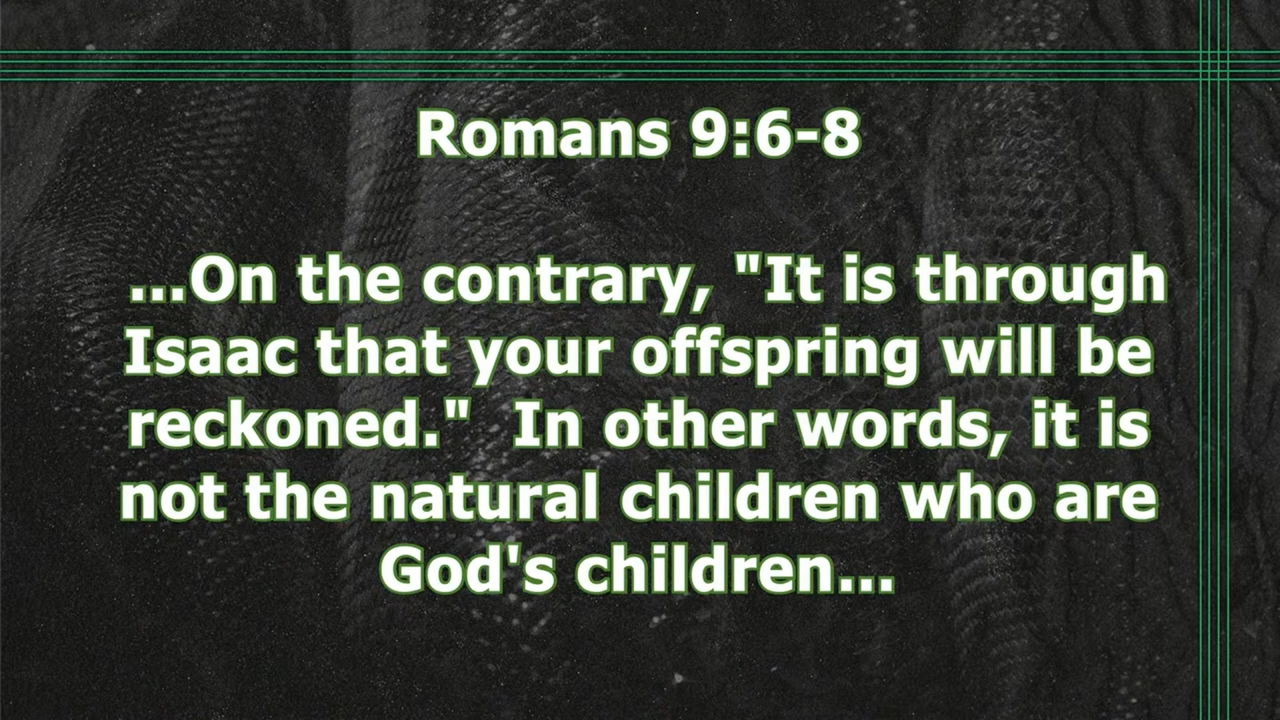 Romans 9:6-8
...On the contrary, "It is through
Isaac that your offspring will be
reckoned."  In other words, it is
not the natural children who are
God's children...